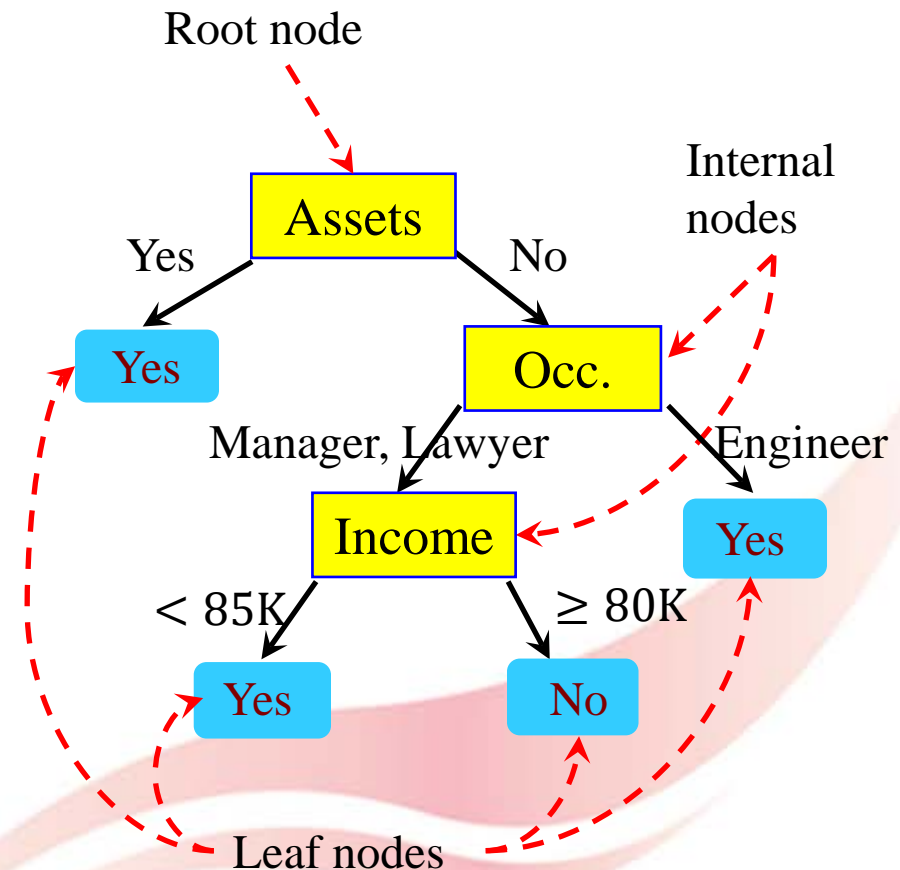 Root node
Internal
nodes
Assets
Yes
No
Yes
Occ.
Manager, Lawyer
Engineer
Income
Yes
< 85K
≥ 80K
Yes
No
Leaf nodes